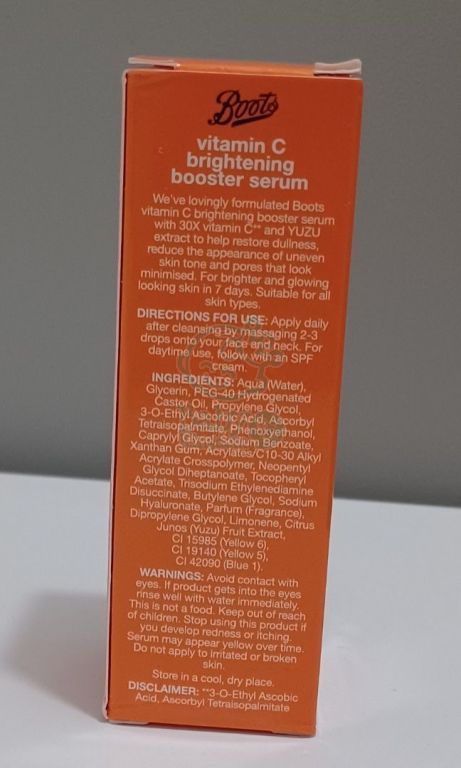 Boots
vitamin C
brightening
booster serum
We've lovingly formulated Boots
vitamin C brightening booster serum
with 30X vitamin C** and YUZU
extract to help restore dullness,
reduce the appearance of uneven
skin tone and pores that look
minimised. For brighter and glowing
looking skin in 7 days. Suitable for all
skin types.
DIRECTIONS FOR USE: Apply daily
after cleansing by massaging 2-3
drops onto your face and neck. For
daytime use, follow with an SPF
cream.
INGREDIENTS: Aqua (Water),
Glycerin, PEG-40 Hydrogenated
Castor Oil, Propylene Glycol,
3-O-Ethyl Ascorbic Acid, Ascorbyl
Tetraisopalmitate, Phenoxyethanol,
Caprylyl Glycol, Sodium Benzoate,
Xanthan Gum, Acrylates/C10-30 Alkyl
Acrylate Crosspolymer, Neopentyl
Glycol Diheptanoate, Tocopheryl
Acetate, Trisodium Ethylenediamine
Disuccinate, Butylene Glycol, Sodium
Hyaluronate, Parfum (Fragrance),
Dipropylene Glycol, Limonene, Citrus
Junos (Yuzu) Fruit Extract,
CI 15985 (Yellow 6),
CI 19140 (Yellow 5),
CI 42090 (Blue 1).
WARNINGS: Avoid contact with
eyes. If product gets into the eyes
rinse well with water immediately.
This is not a food. Keep out of reach
of children. Stop using this product if
you develop redness or itching.
Serum may appear yellow over time.
Do not apply to irritated or broken
skin.
Store in a cool, dry place.
DISCLAIMER: **3-O-Ethyl Ascobic
Acid, Ascorbyl Tetraisopalmitate